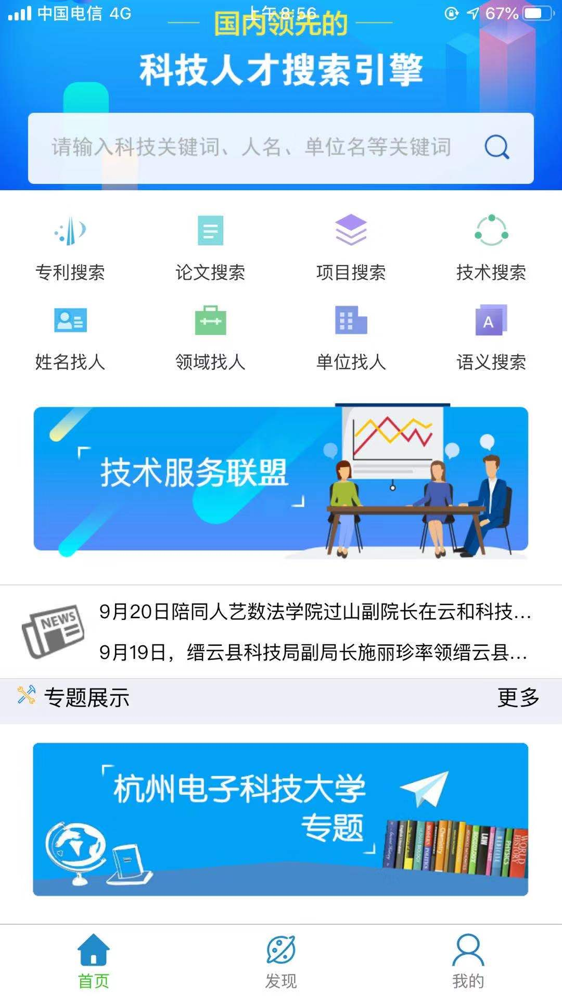 中国电信 4G 上午8:56 67%
国内领先的
科技人才搜索引擎
请输入科技关键词、人名、单位名等关键词
专利搜索 论文搜索 项目搜索 技术搜索
姓名找人 领域找人 单位找人 语义搜索
A
技术服务联盟
NEWS
9月20日陪同人艺数法学院过山副院长在云和科技...
9月19日，缙云县科技局副局长施丽珍率领缙云县...
专题展示 更多
杭州电子科技大学
专题
MODERN POLITICS
Chemistry
SOCIOLOGY
LAW
PHYSICS
WORLD HISTORY
首页 发现 我的